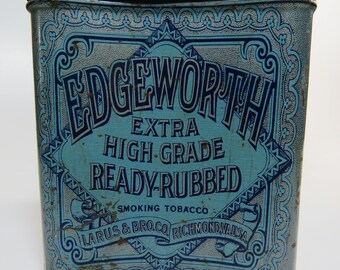 EDGEWORTH
EXTRA
HIGH-GRADE
READY-RUBBED
SMOKING TOBACCO
LARUS & BRO. CO. RICHMOND, VA. U.S.A.